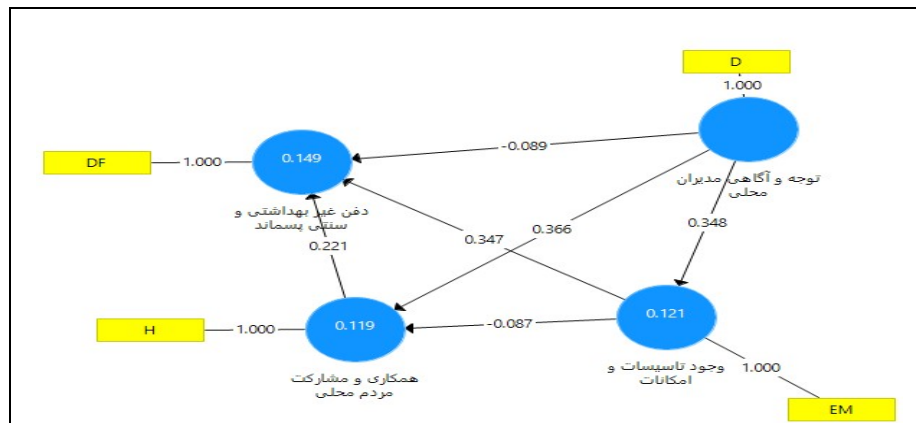 D
1.000
توجه و آگاهی مدیران
محلی
-0.089
DF
1.000
0.149
دفن غیر بهداشتی و
سنتی پسماند
0.221
0.347
0.366
0.348
H
1.000
0.119
همکاری و مشارکت
مردم محلی
-0.087
0.121
وجود تاسیسات و
امکانات
1.000
EM